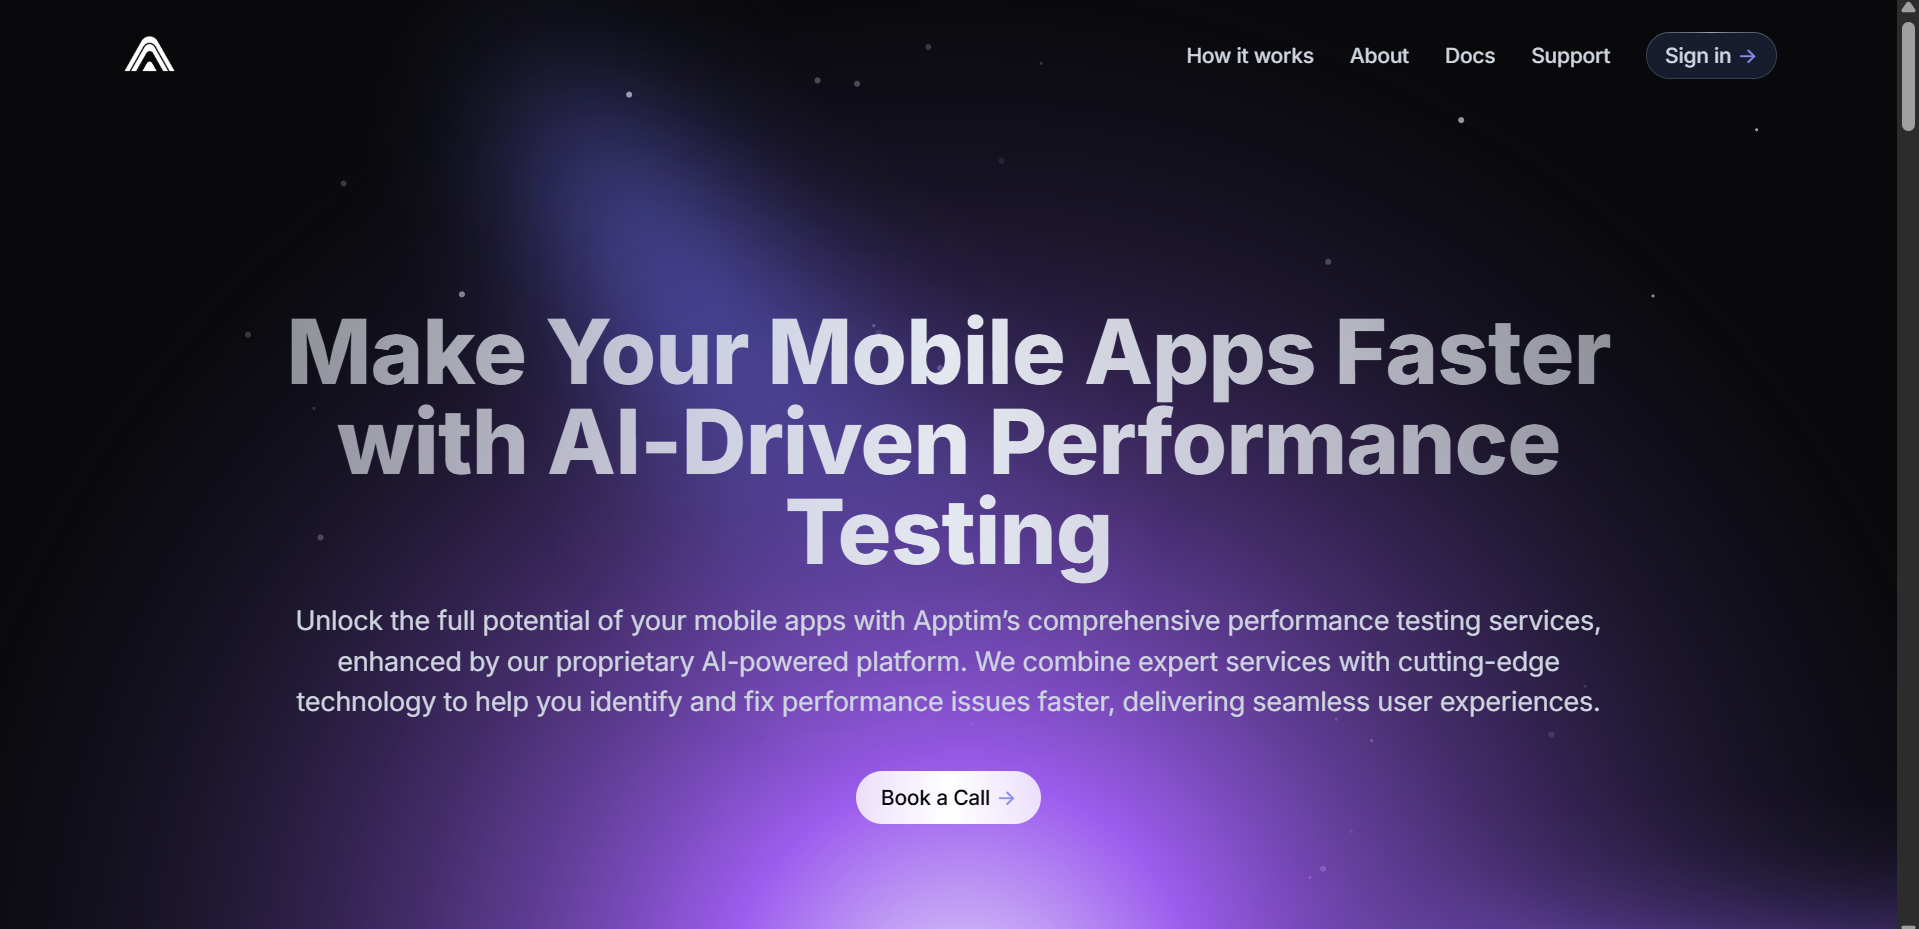 How it works
About
Docs
Support
Sign in →
Make Your Mobile Apps Faster
with AI-Driven Performance
Testing
Unlock the full potential of your mobile apps with Apptim’s comprehensive performance testing services,
enhanced by our proprietary AI-powered platform. We combine expert services with cutting-edge
technology to help you identify and fix performance issues faster, delivering seamless user experiences.
Book a Call →